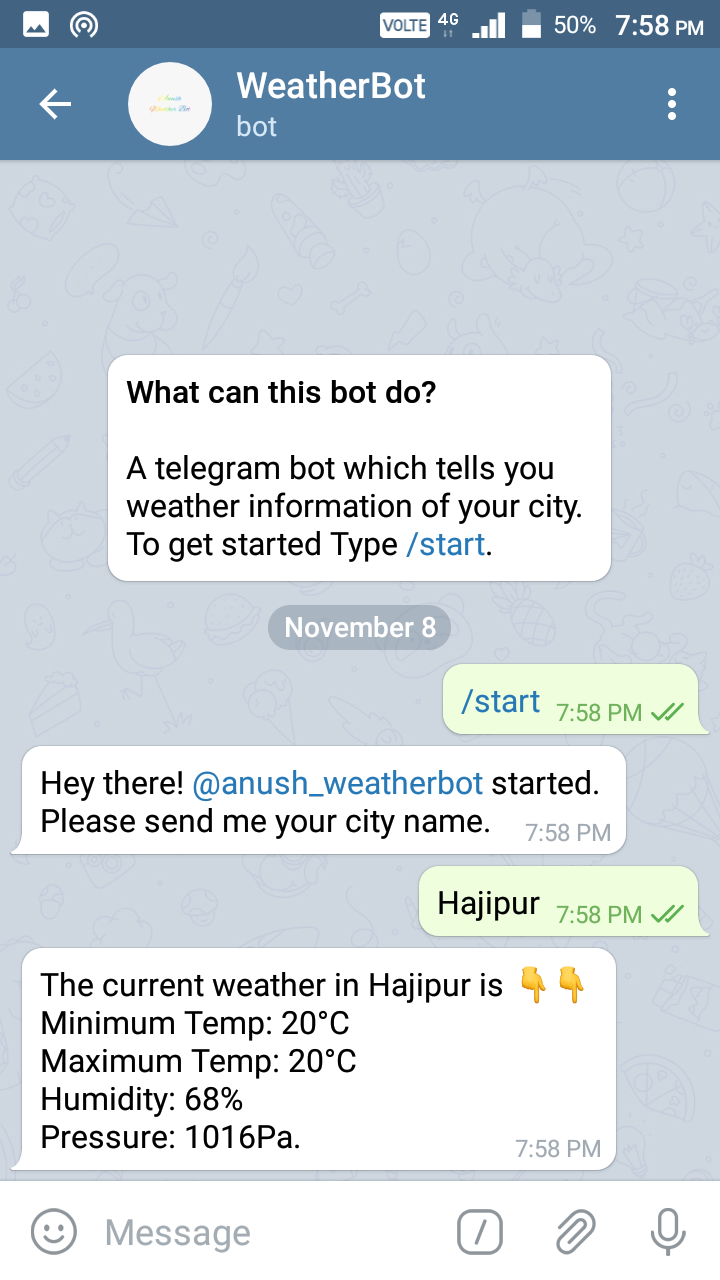 VOLTE 4G 50% 7:58 PM
WeatherBot
bot
What can this bot do?
A telegram bot which tells you
weather information of your city.
To get started Type /start.
November 8
/start 7:58 PM
Hey there! @anush_weatherbot started.
Please send me your city name. 7:58 PM
Hajipur 7:58 PM
The current weather in Hajipur is 👇👇
Minimum Temp: 20°C
Maximum Temp: 20°C
Humidity: 68%
Pressure: 1016Pa. 7:58 PM
Message